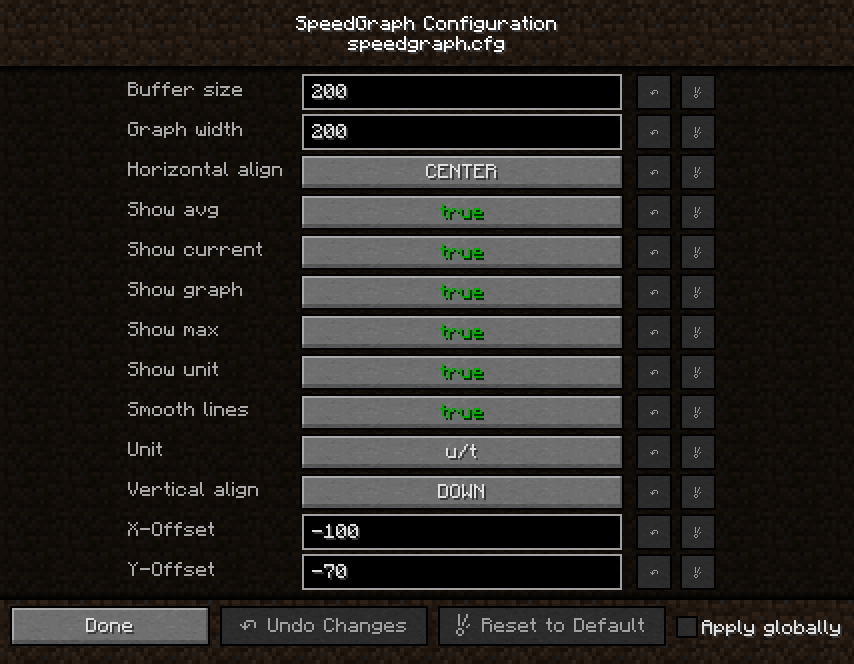 SpeedGraph Configuration
speedgraph.cfg
Buffer size 200
Graph width 200
Horizontal align CENTER
Show avg true
Show current true
Show graph true
Show max true
Show unit true
Smooth lines true
Unit u/t
Vertical align DOWN
X-Offset -100
Y-Offset -70
Done Undo Changes Reset to Default Apply globally